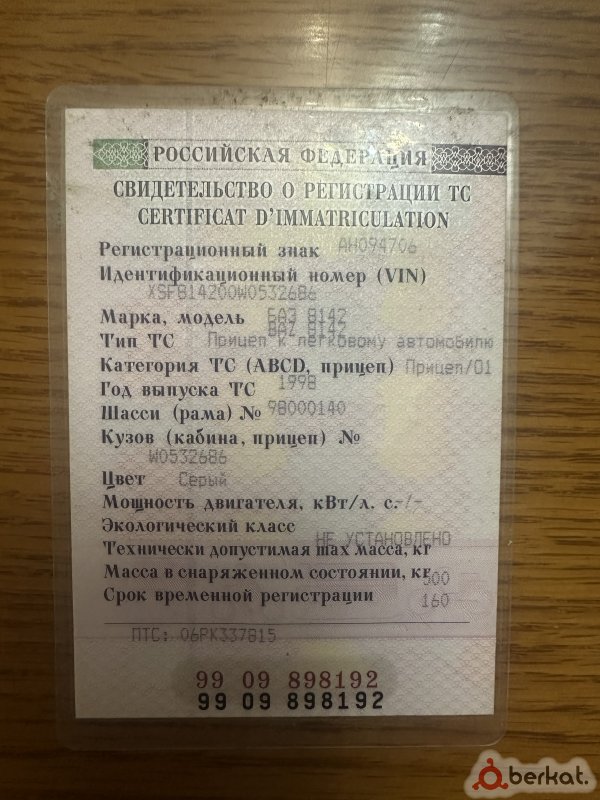 РОССИЙСКАЯ ФЕДЕРАЦИЯ
СВИДЕТЕЛЬСТВО О РЕГИСТРАЦИИ ТС
CERTIFICAT D'IMMATRICULATION
Регистрационный знак АН094706
Идентификационный номер (VIN)
XSF814200W0532686
Марка, модель БАЗ 8142
BAZ 8142
Тип ТС Прицеп к легковому автомобилю
Категория ТС (ABCD, прицеп) Прицеп/01
Год выпуска ТС 1998
Шасси (рама) № 98000140
Кузов (кабина, прицеп) №
W0532686
Цвет Серый
Мощность двигателя, кВт/л. с.-/-
Экологический класс
НЕ УСТАНОВЛЕНО
Технически допустимая max масса, кг
Масса в снаряженном состоянии, кг 500
Срок временной регистрации 160
ПТС: 06РК337815
99 09 898192
99 09 898192
berkat.